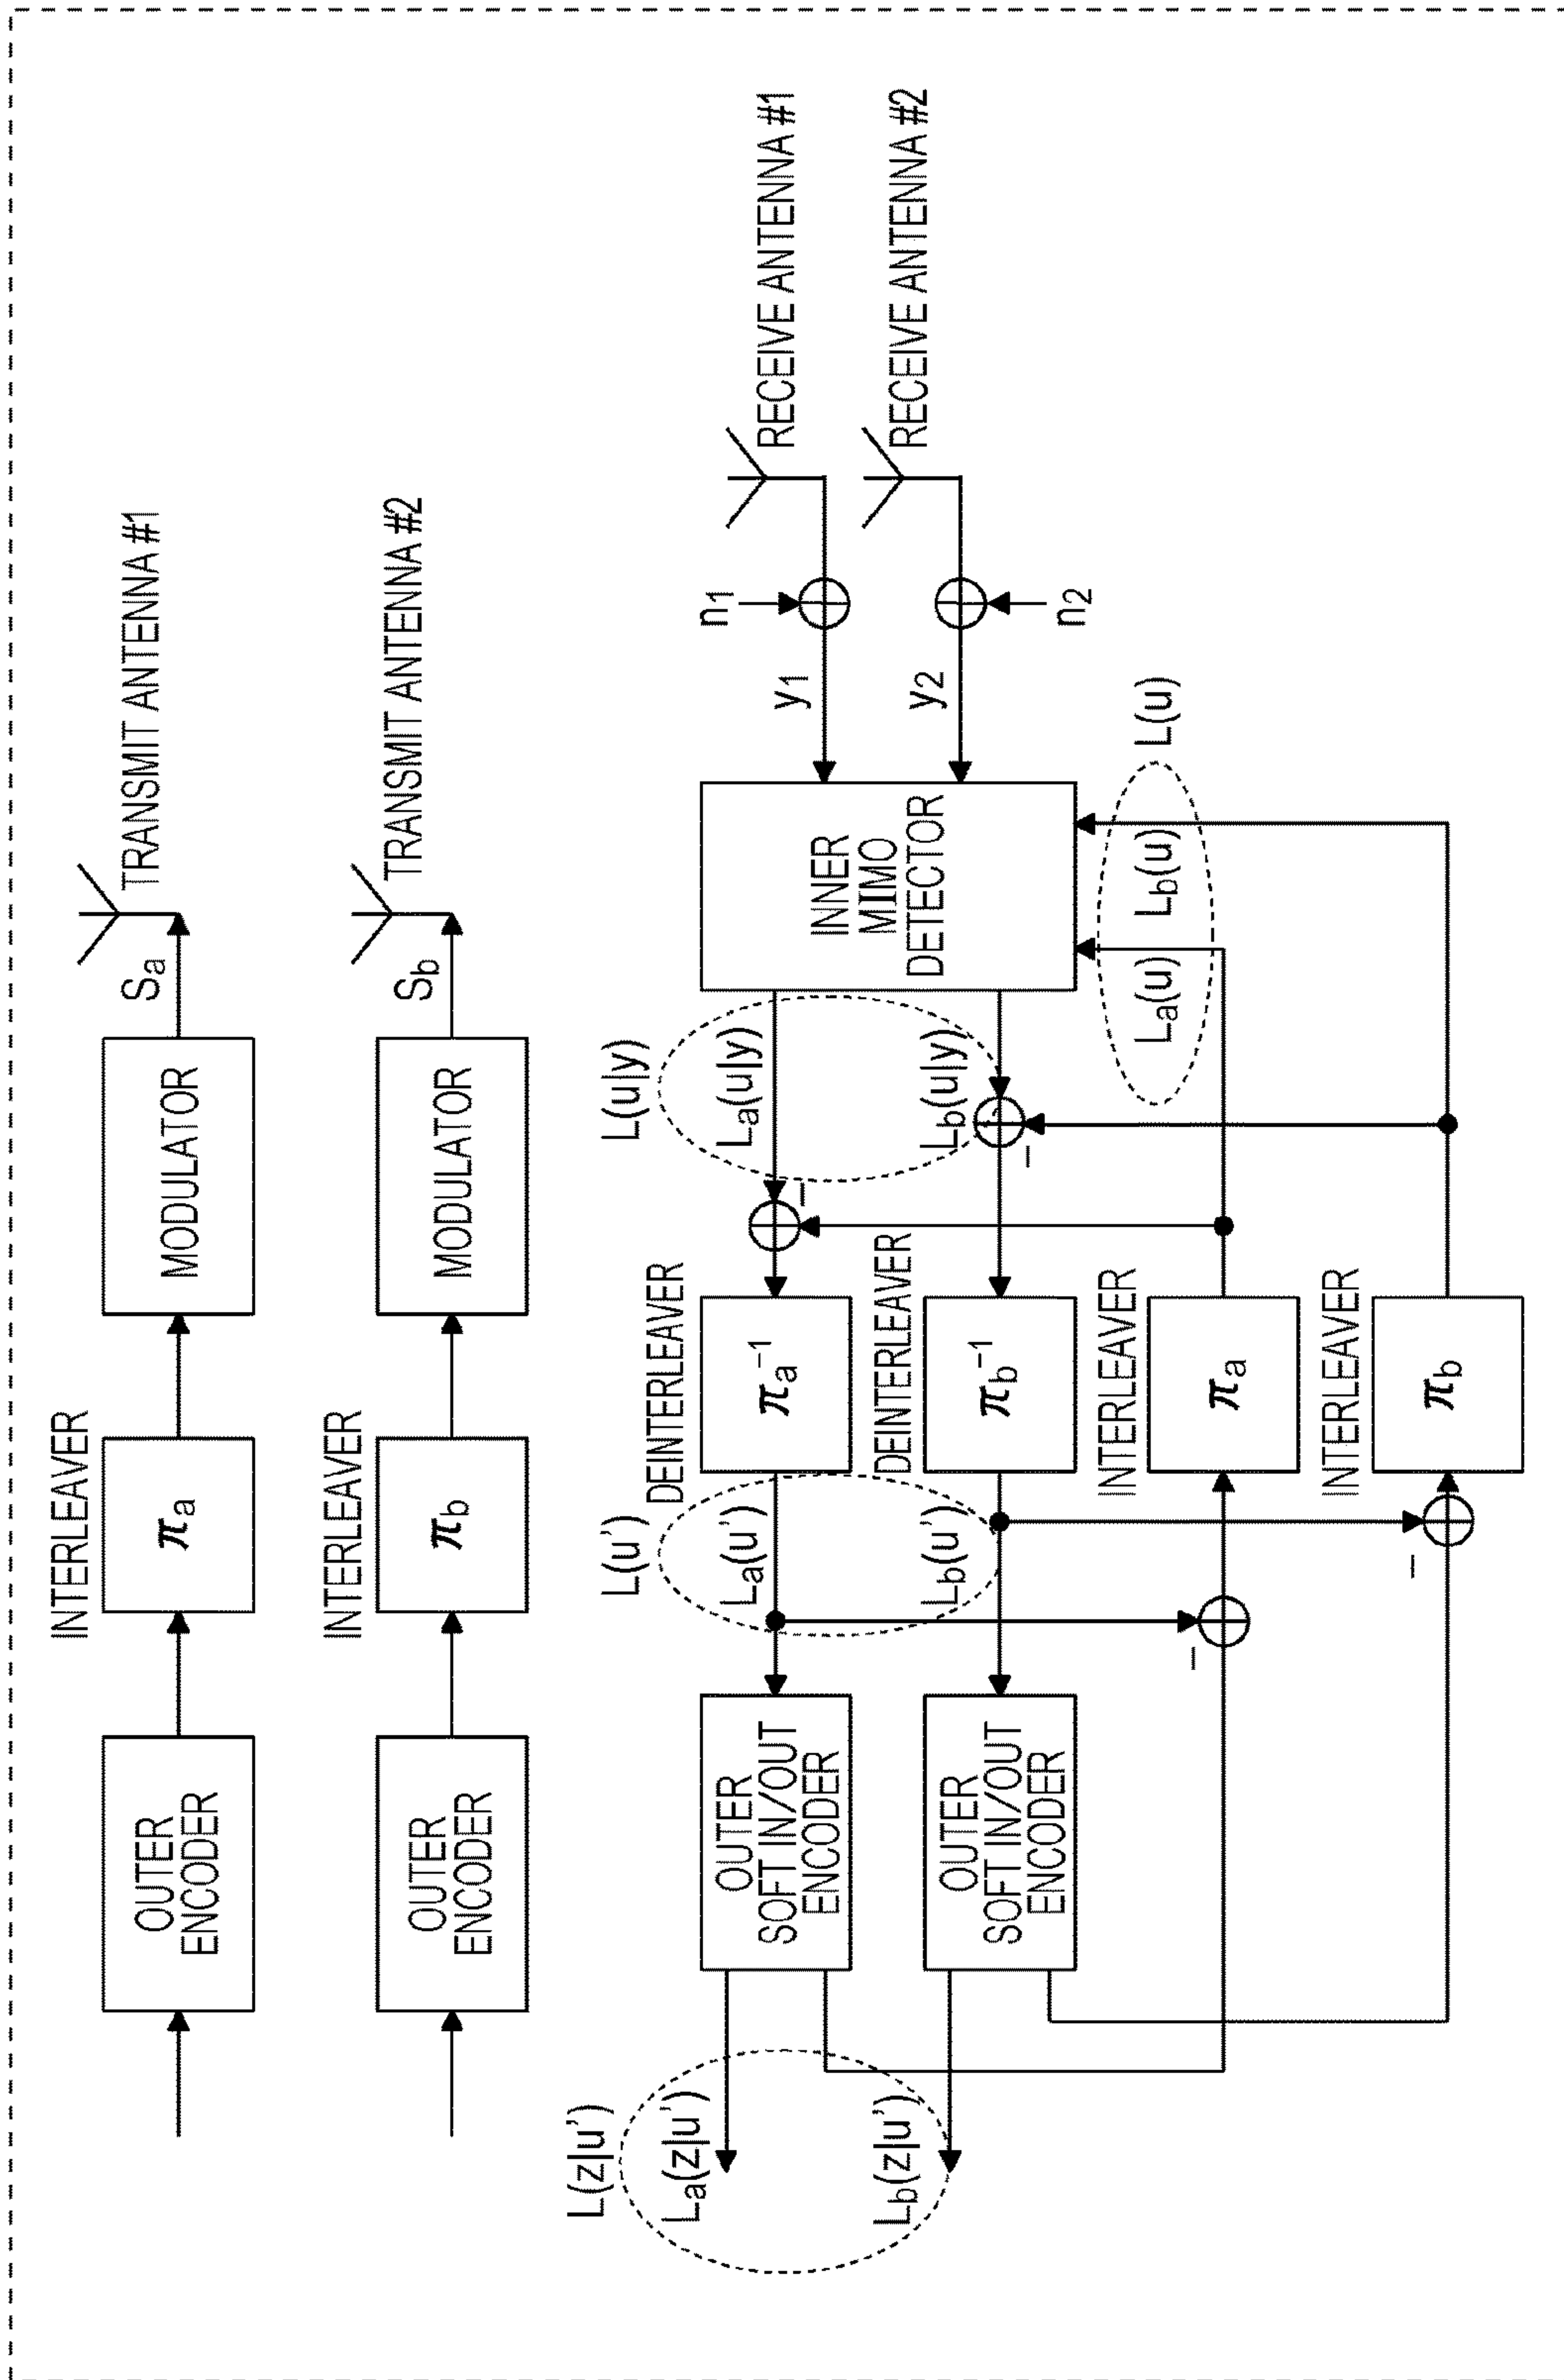 INTERLEAVER
OUTER
ENCODER
πa
MODULATOR
Sa
TRANSMIT ANTENNA #1
INTERLEAVER
OUTER
ENCODER
πb
MODULATOR
Sb
TRANSMIT ANTENNA #2
L(z|u')
La(z|u')
Lb(z|u')
OUTER
SOFT IN/OUT
ENCODER
OUTER
SOFT IN/OUT
ENCODER
L(u')
La(u')
Lb(u')
DEINTERLEAVER
πa⁻¹
DEINTERLEAVER
πb⁻¹
−
INTERLEAVER
πa
−
INTERLEAVER
πb
L(u|y)
La(u|y)
Lb(u|y)
−
−
INNER
MIMO
DETECTOR
La(u)
Lb(u)
L(u)
y1
n1
RECEIVE ANTENNA #1
y2
n2
RECEIVE ANTENNA #2